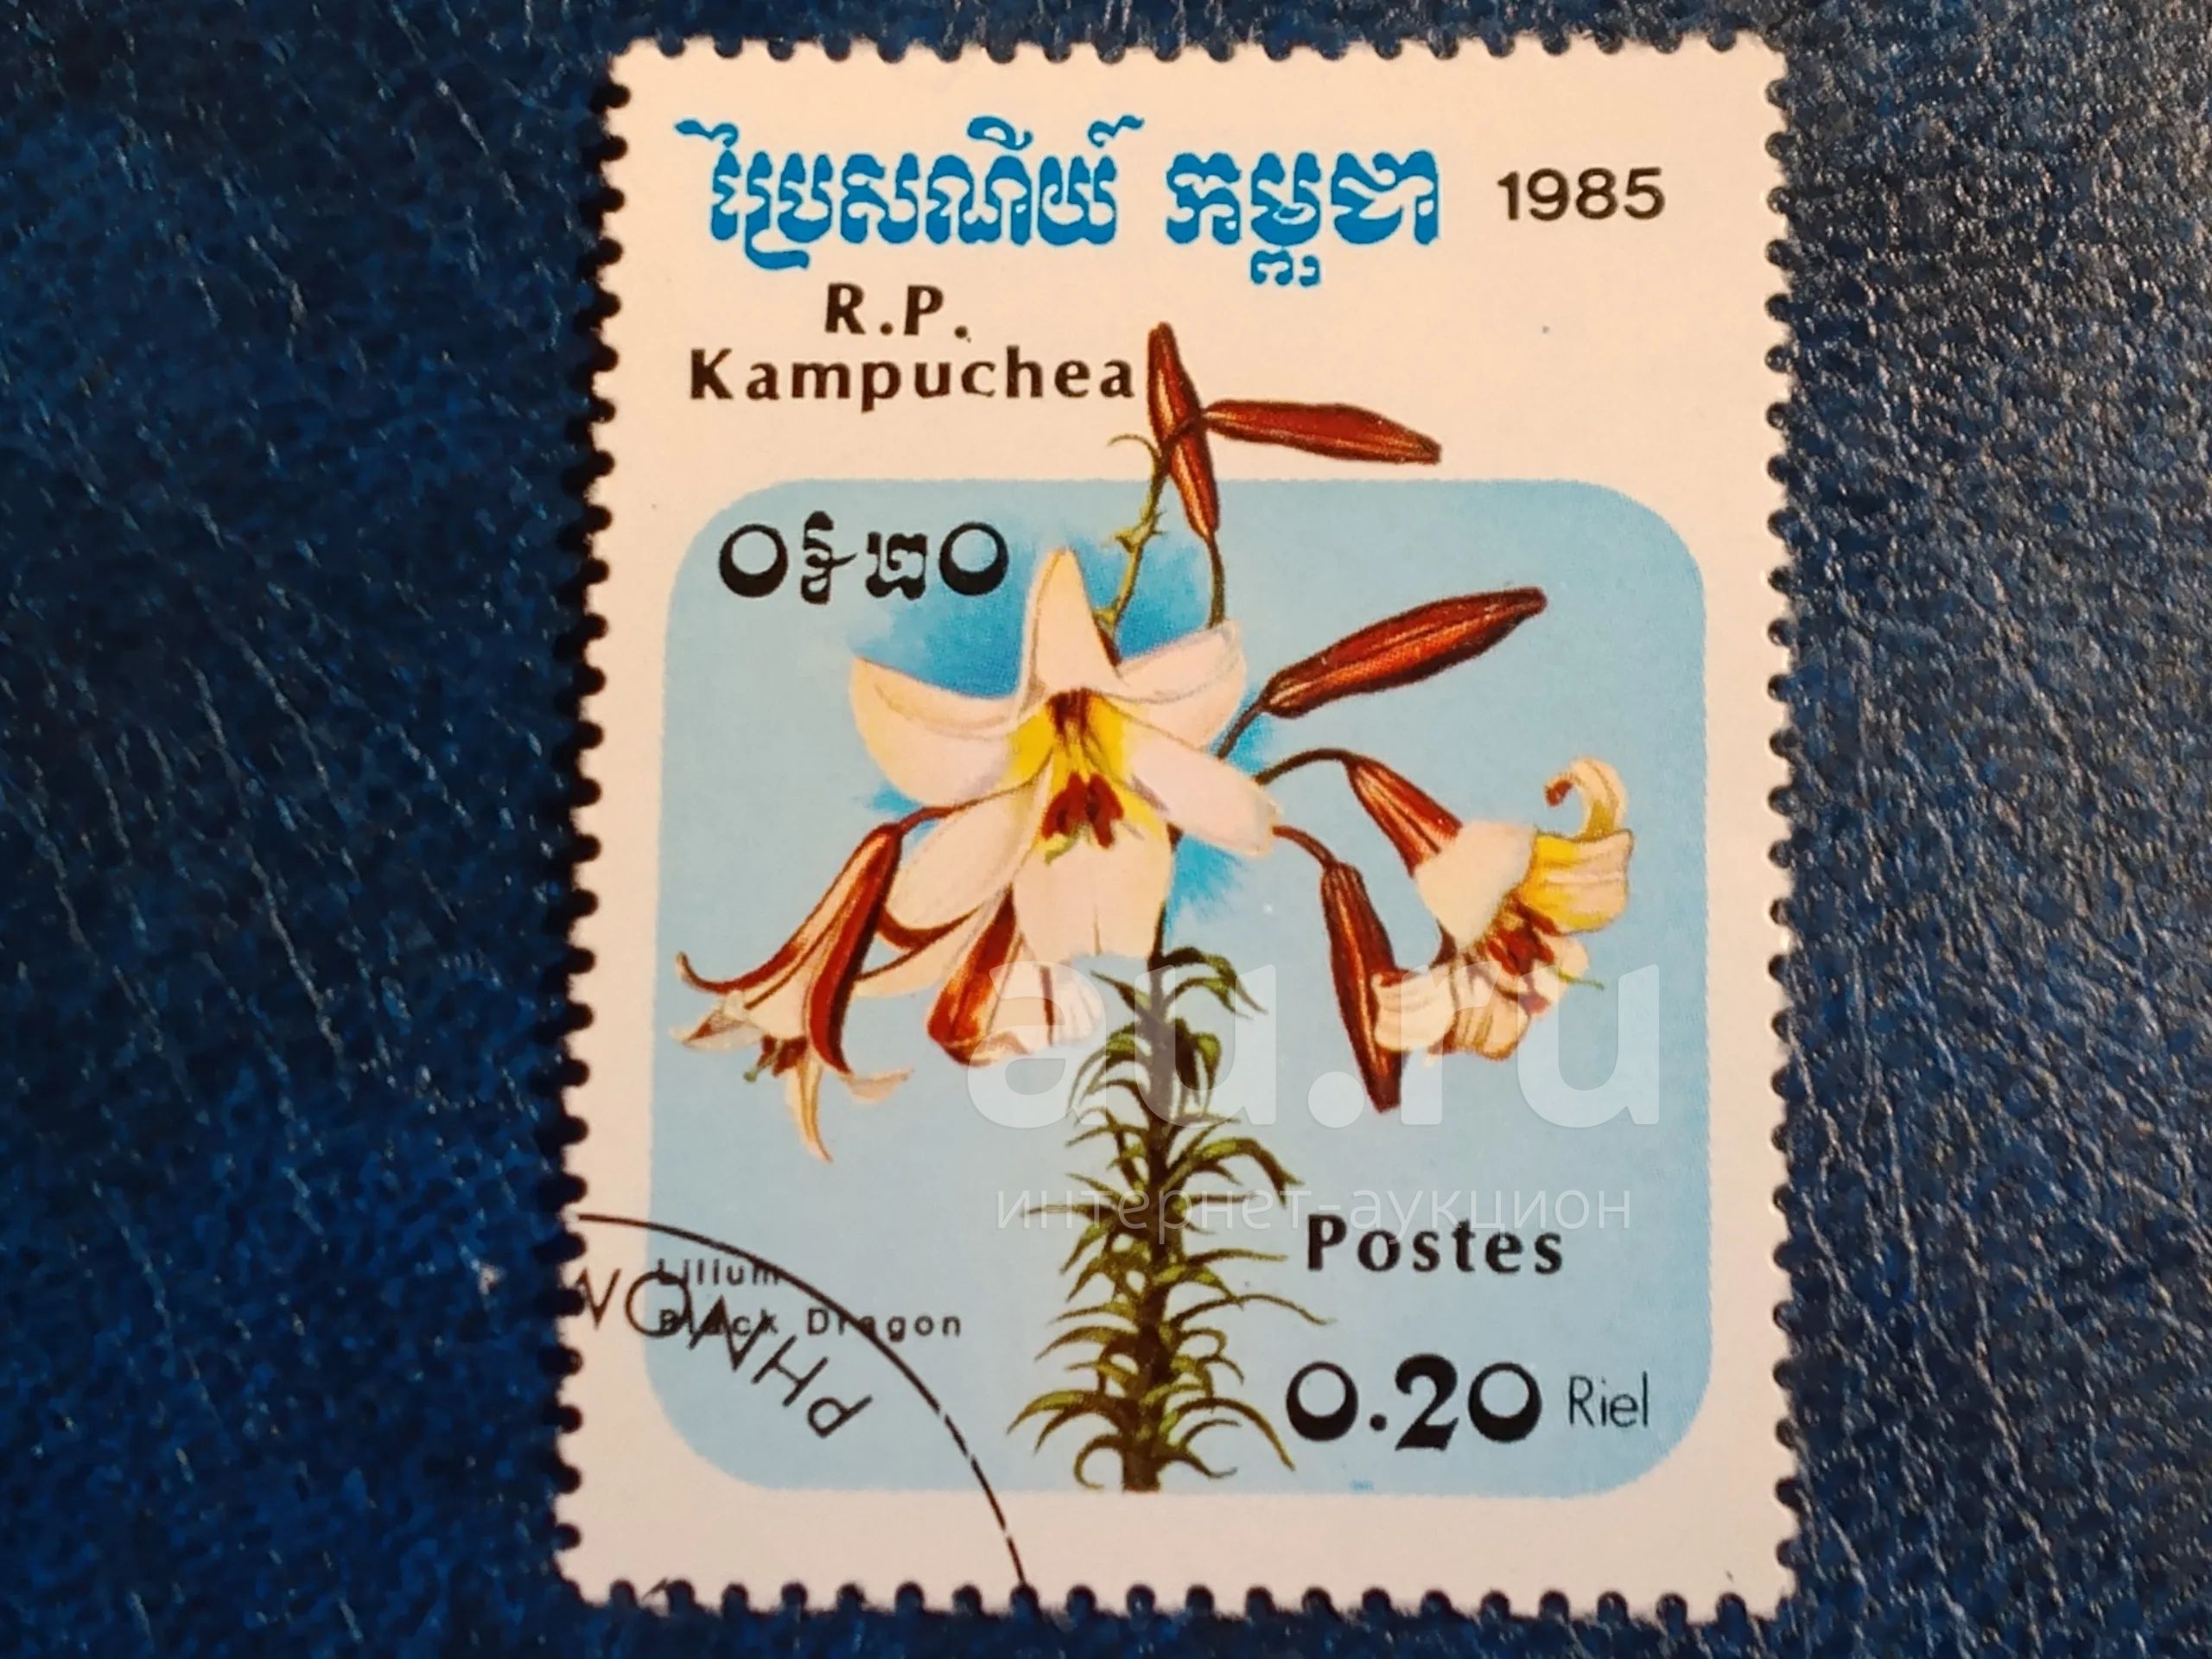 ប្រៃសណីយ៍ កម្ពុជា 1985
R.P.
Kampuchea
០៛២០
au.ru
интернет-аукцион
Postes
Lilium
Black Dragon
PHNOM
0.20 Riel